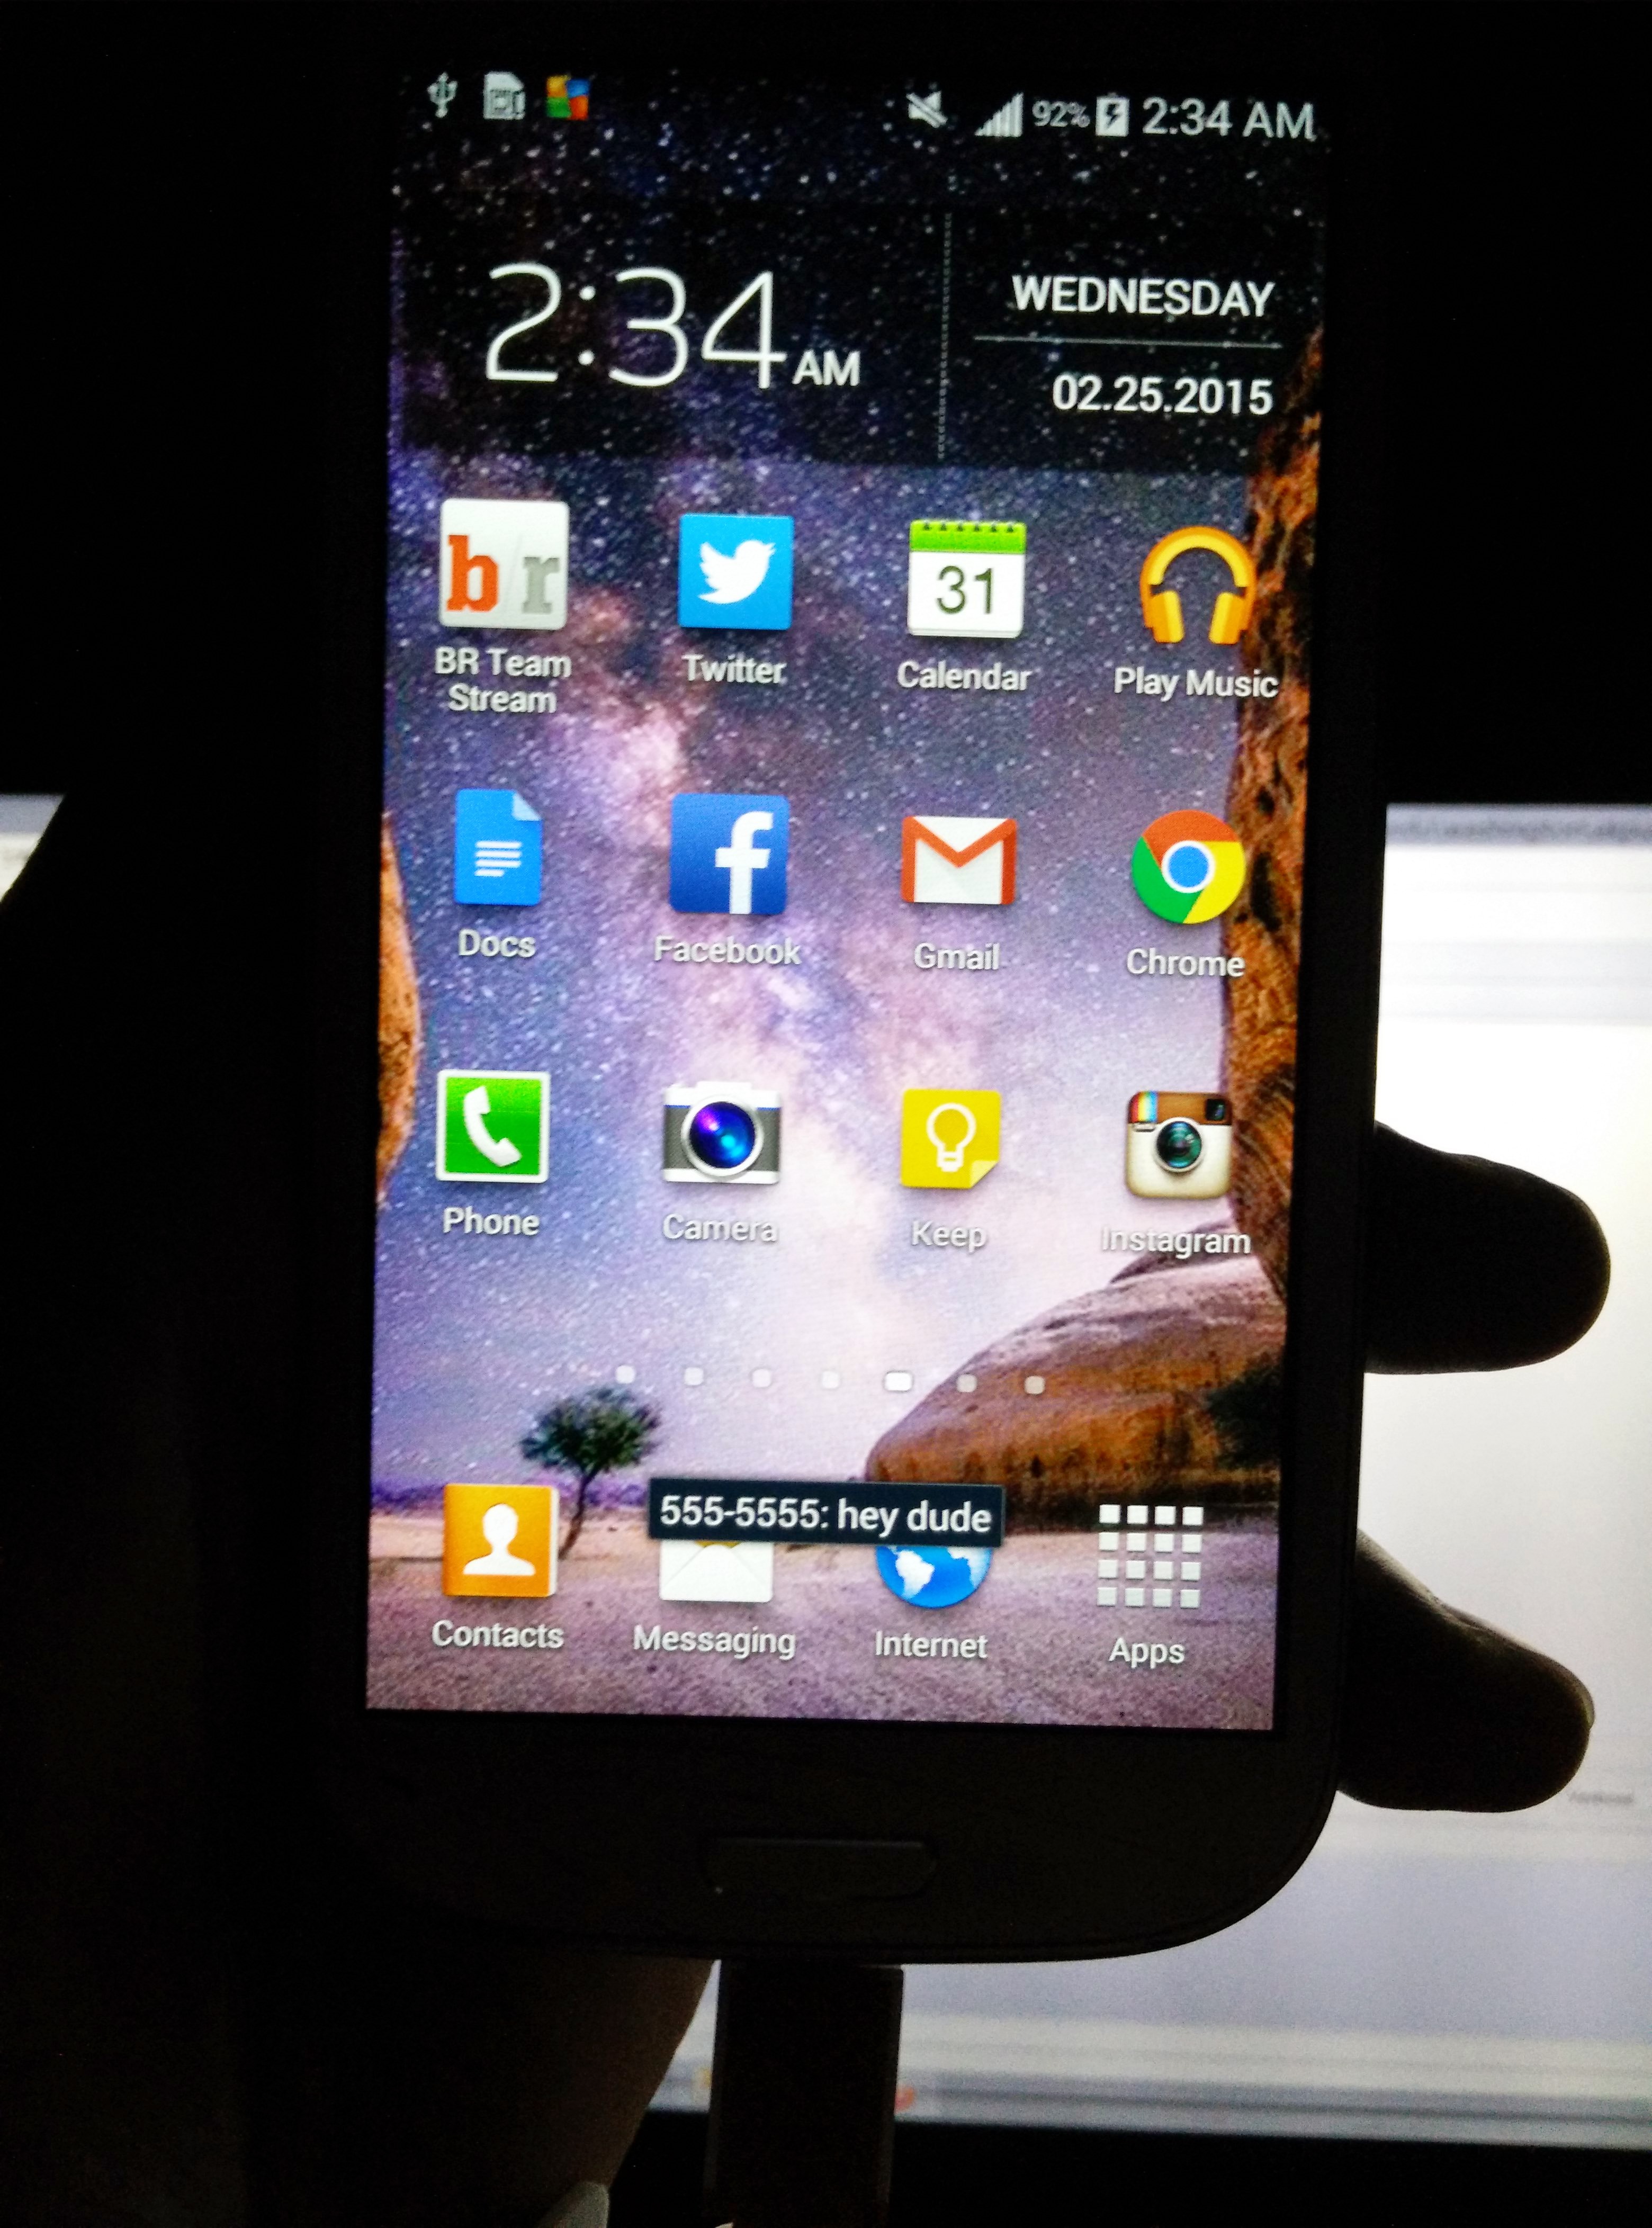 92% 2:34 AM
2:34 AM
WEDNESDAY
02.25.2015
b/r
31
BR Team Twitter Calendar Play Music
Stream
f
Docs Facebook Gmail Chrome
Phone Camera Keep Instagram
555-5555: hey dude
Contacts Messaging Internet Apps